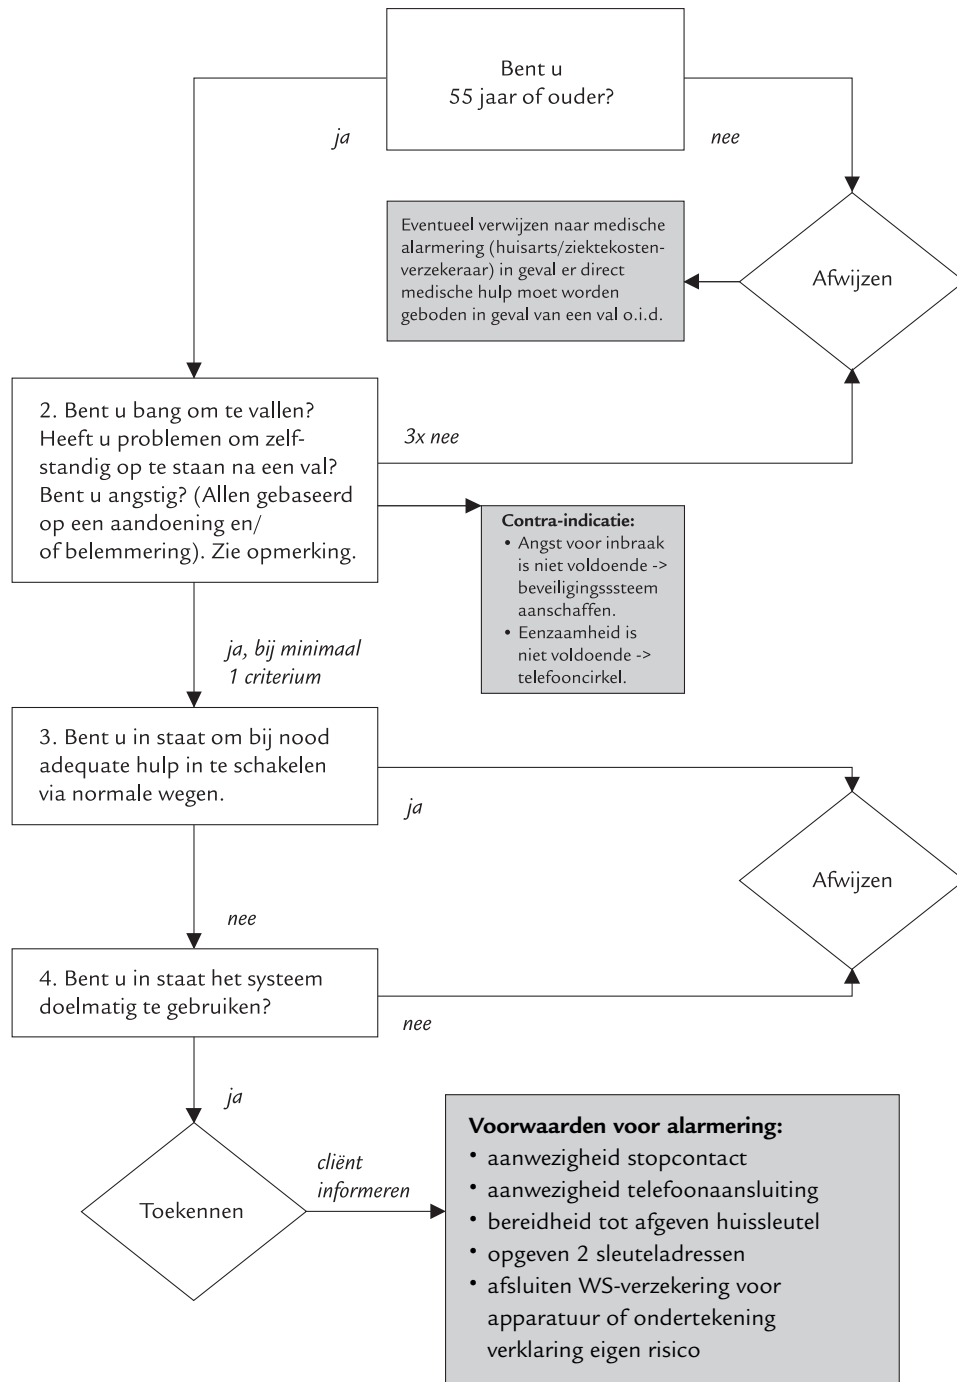 Bent u
55 jaar of ouder?
ja
nee
Eventueel verwijzen naar medische
alarmering (huisarts/ziektekosten-
verzekeraar) in geval er direct
medische hulp moet worden
geboden in geval van een val o.i.d.
Afwijzen
2. Bent u bang om te vallen?
Heeft u problemen om zelf-
standig op te staan na een val?
Bent u angstig? (Allen gebaseerd
op een aandoening en/
of belemmering). Zie opmerking.
3x nee
Contra-indicatie:
• Angst voor inbraak
is niet voldoende ->
beveiligingssteem
aanschaffen.
• Eenzaamheid is
niet voldoende ->
telefooncirkel.
ja, bij minimaal
1 criterium
3. Bent u in staat om bij nood
adequate hulp in te schakelen
via normale wegen.
ja
Afwijzen
nee
4. Bent u in staat het systeem
doelmatig te gebruiken?
nee
ja
Toekennen
cliënt
informeren
Voorwaarden voor alarmering:
• aanwezigheid stopcontact
• aanwezigheid telefoonaansluiting
• bereidheid tot afgeven huissleutel
• opgeven 2 sleuteladressen
• afsluiten WS-verzekering voor
apparatuur of ondertekening
verklaring eigen risico